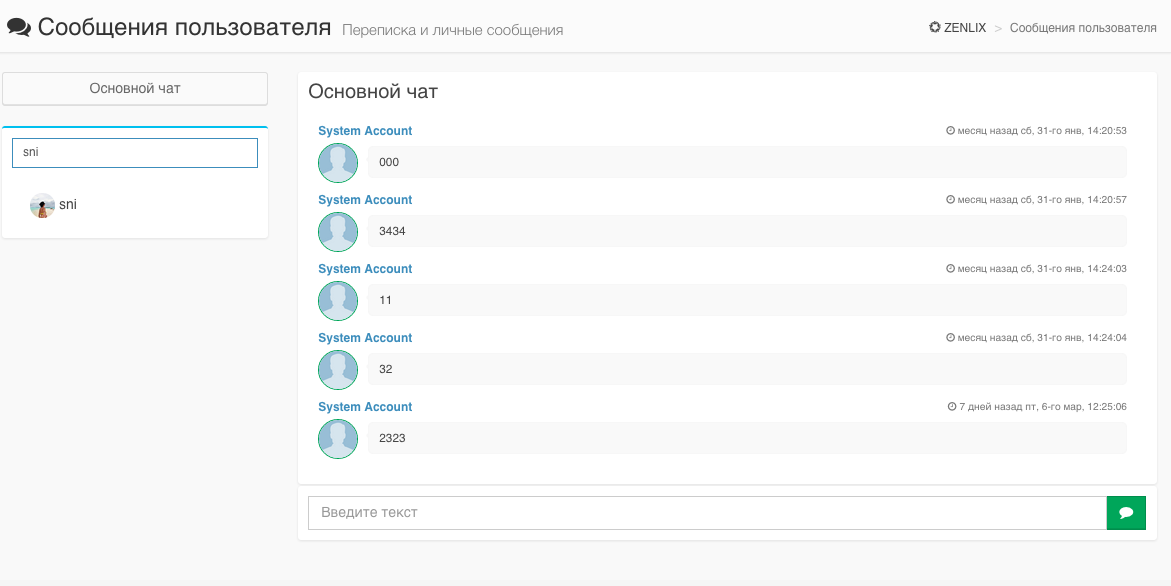 Сообщения пользователя Переписка и личные сообщения
ZENLIX > Сообщения пользователя
Основной чат
sni
sni
Основной чат
System Account месяц назад сб, 31-го янв, 14:20:53
000
System Account месяц назад сб, 31-го янв, 14:20:57
3434
System Account месяц назад сб, 31-го янв, 14:24:03
11
System Account месяц назад сб, 31-го янв, 14:24:04
32
System Account 7 дней назад пт, 6-го мар, 12:25:06
2323
Введите текст